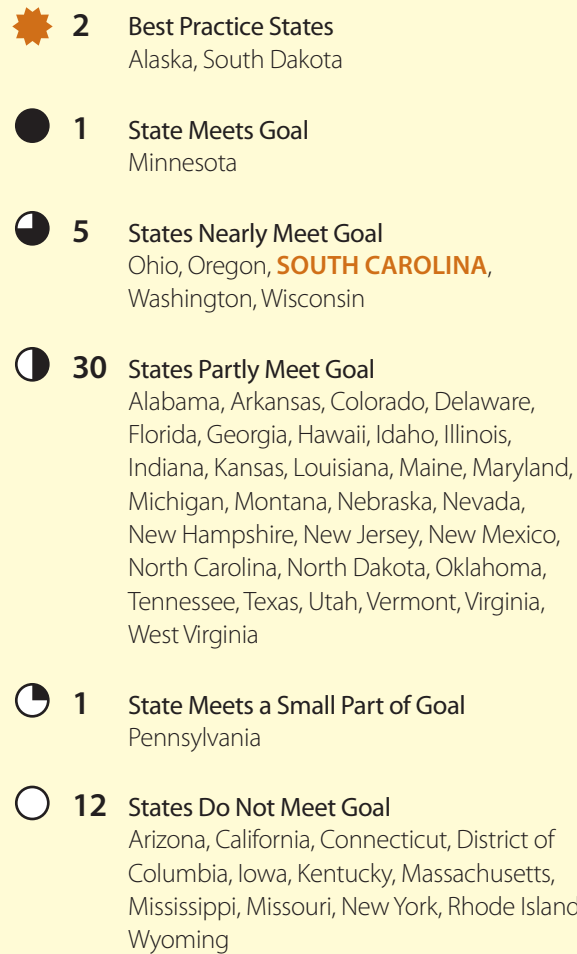 2 Best Practice States
Alaska, South Dakota
1 State Meets Goal
Minnesota
5 States Nearly Meet Goal
Ohio, Oregon, SOUTH CAROLINA,
Washington, Wisconsin
30 States Partly Meet Goal
Alabama, Arkansas, Colorado, Delaware,
Florida, Georgia, Hawaii, Idaho, Illinois,
Indiana, Kansas, Louisiana, Maine, Maryland,
Michigan, Montana, Nebraska, Nevada,
New Hampshire, New Jersey, New Mexico,
North Carolina, North Dakota, Oklahoma,
Tennessee, Texas, Utah, Vermont, Virginia,
West Virginia
1 State Meets a Small Part of Goal
Pennsylvania
12 States Do Not Meet Goal
Arizona, California, Connecticut, District of
Columbia, Iowa, Kentucky, Massachusetts,
Mississippi, Missouri, New York, Rhode Island
Wyoming